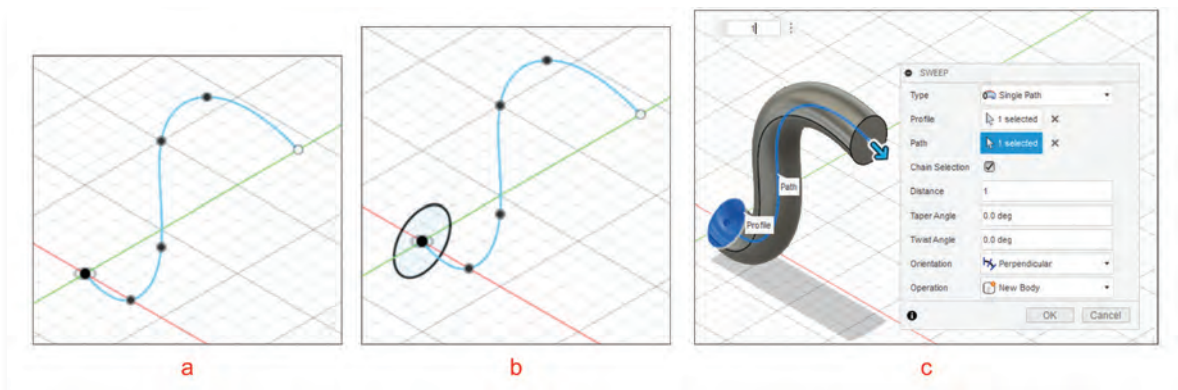 1
SWEEP
Type Single Path
Profile 1 selected
Path 1 selected
Chain Selection
Distance 1
Taper Angle 0.0 deg
Twist Angle 0.0 deg
Orientation Perpendicular
Operation New Body
OK Cancel
Path
Profile
a
b
c